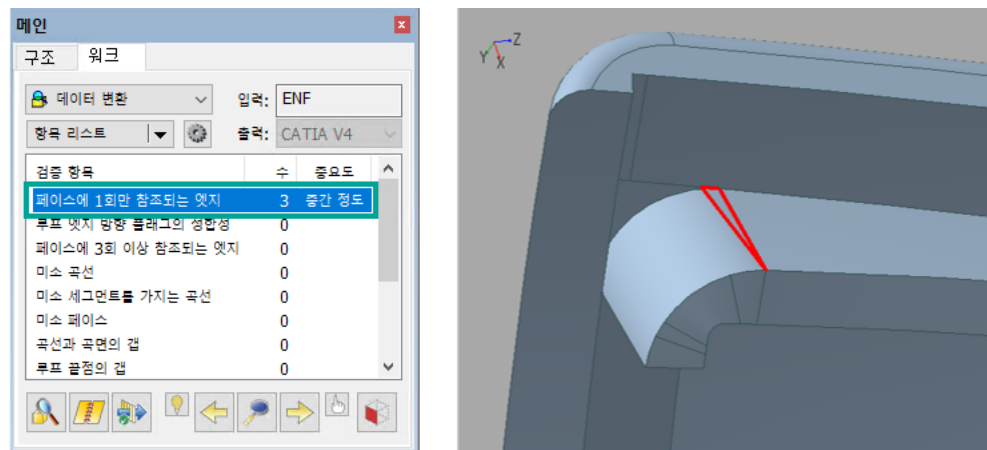 메인
구조 워크
데이터 변환 입력: ENF
항목 리스트 출력: CATIA V4
검증 항목 수 중요도
페이스에 1회만 참조되는 엣지 3 중간 정도
루프 엣지 방향 플래그의 성합성 0
페이스에 3회 이상 참조되는 엣지 0
미소 곡선 0
미소 세그먼트를 가지는 곡선 0
미소 페이스 0
곡선과 곡면의 갭 0
루프 끝점의 갭 0
Z
Y
X